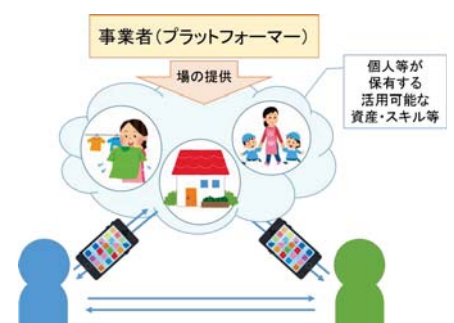 事業者(プラットフォーマー)
場の提供
個人等が
保有する
活用可能な
資産・スキル等